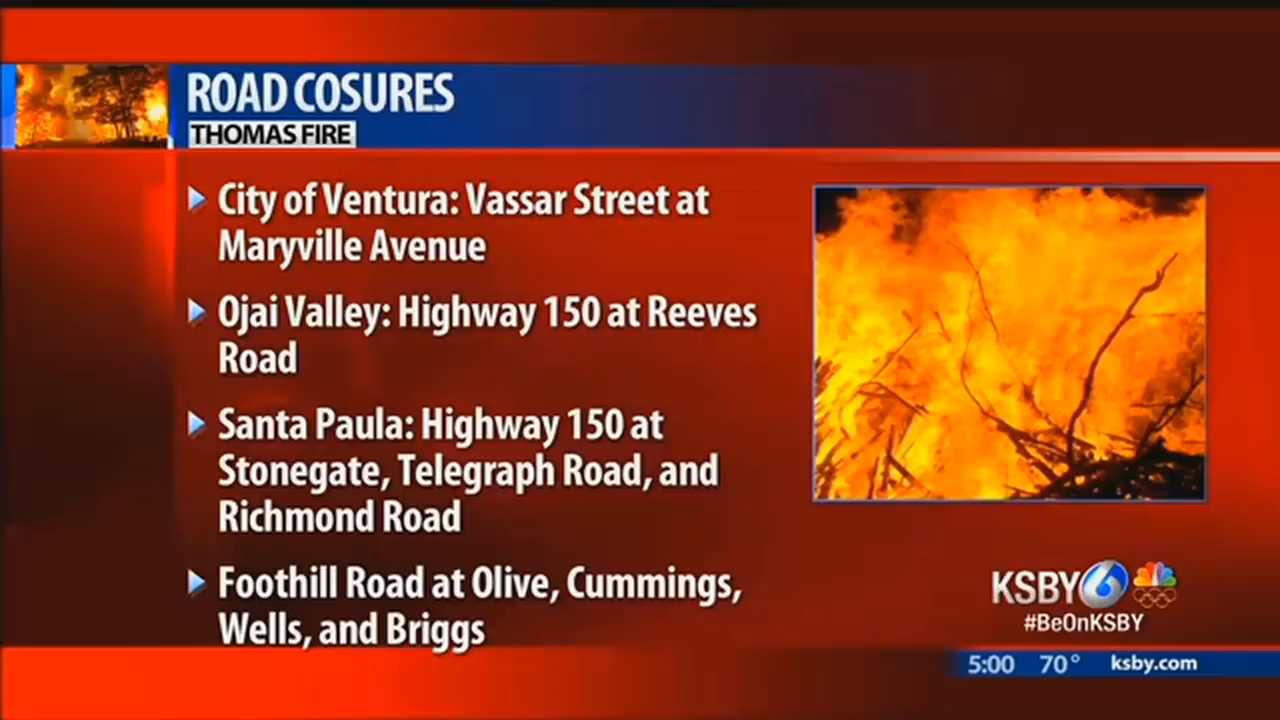 ROAD COSURES
THOMAS FIRE
City of Ventura: Vassar Street at
Maryville Avenue
Ojai Valley: Highway 150 at Reeves
Road
Santa Paula: Highway 150 at
Stonegate, Telegraph Road, and
Richmond Road
Foothill Road at Olive, Cummings,
Wells, and Briggs
KSBY 6
#BeOnKSBY
5:00 70° ksby.com